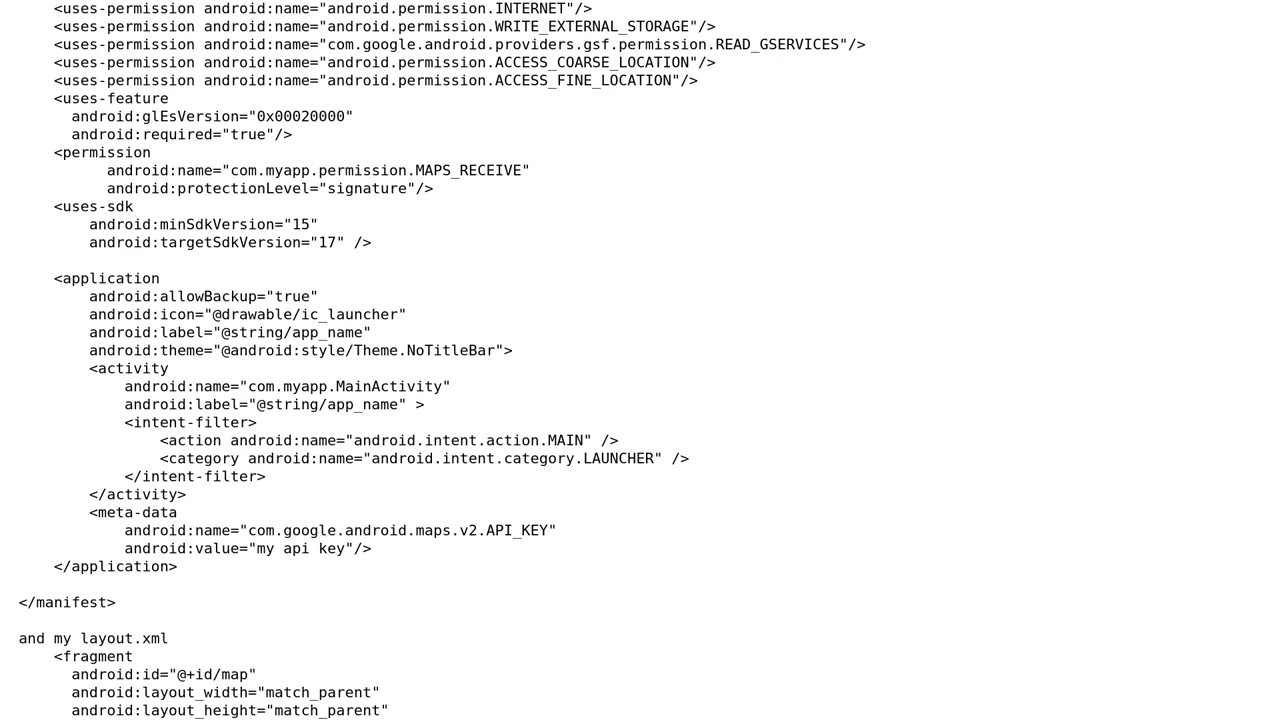 <uses-permission android:name="android.permission.INTERNET"/>
<uses-permission android:name="android.permission.WRITE_EXTERNAL_STORAGE"/>
<uses-permission android:name="com.google.android.providers.gsf.permission.READ_GSERVICES"/>
<uses-permission android:name="android.permission.ACCESS_COARSE_LOCATION"/>
<uses-permission android:name="android.permission.ACCESS_FINE_LOCATION"/>
<uses-feature
android:glEsVersion="0x00020000"
android:required="true"/>
<permission
android:name="com.myapp.permission.MAPS_RECEIVE"
android:protectionLevel="signature"/>
<uses-sdk
android:minSdkVersion="15"
android:targetSdkVersion="17" />
<application
android:allowBackup="true"
android:icon="@drawable/ic_launcher"
android:label="@string/app_name"
android:theme="@android:style/Theme.NoTitleBar">
<activity
android:name="com.myapp.MainActivity"
android:label="@string/app_name" >
<intent-filter>
<action android:name="android.intent.action.MAIN" />
<category android:name="android.intent.category.LAUNCHER" />
</intent-filter>
</activity>
<meta-data
android:name="com.google.android.maps.v2.API_KEY"
android:value="my api key"/>
</application>
</manifest>
and my layout.xml
<fragment
android:id="@+id/map"
android:layout_width="match_parent"
android:layout_height="match_parent"